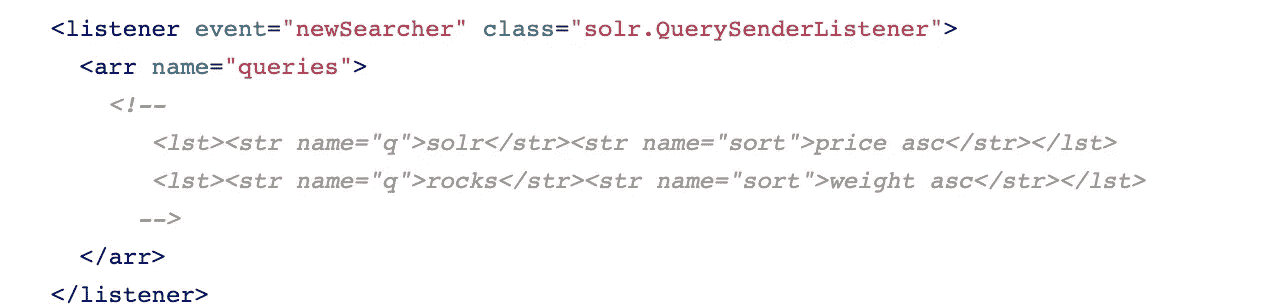 <listener event="newSearcher" class="solr.QuerySenderListener">
<arr name="queries">
<!--
<lst><str name="q">solr</str><str name="sort">price asc</str></lst>
<lst><str name="q">rocks</str><str name="sort">weight asc</str></lst>
-->
</arr>
</listener>